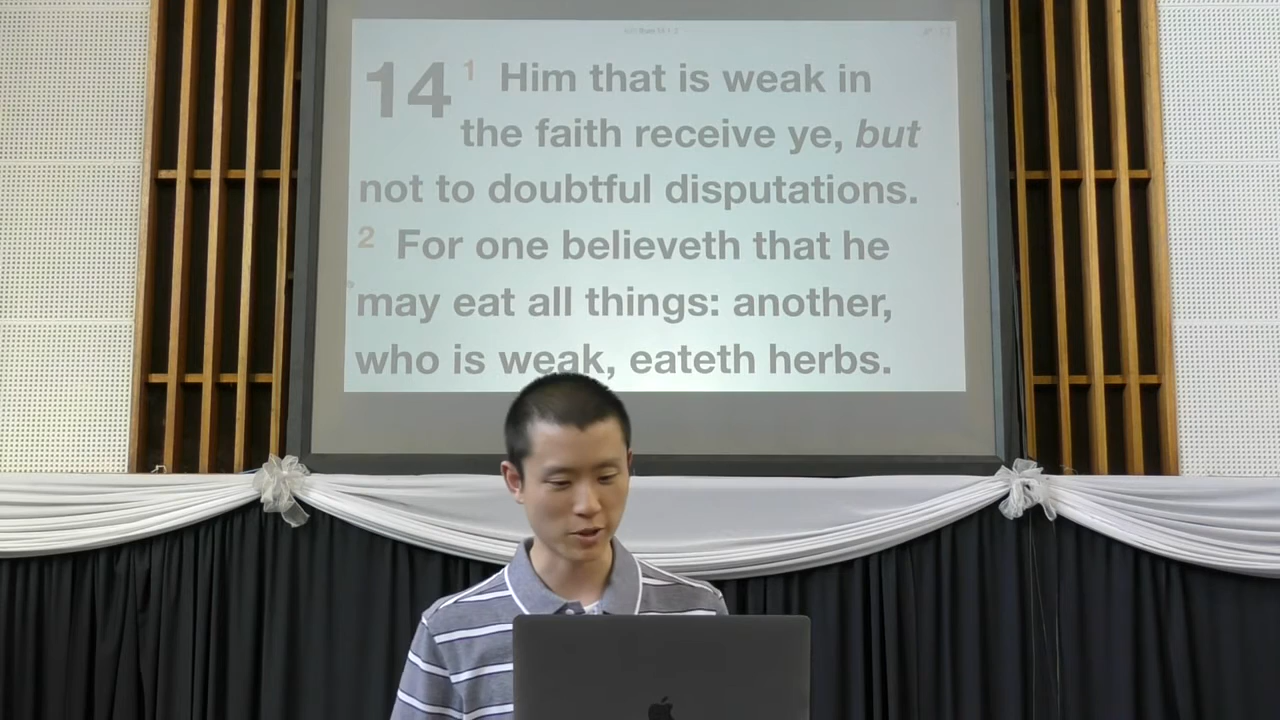 14 1 Him that is weak in
the faith receive ye, but
not to doubtful disputations.
2 For one believeth that he
may eat all things: another,
who is weak, eateth herbs.